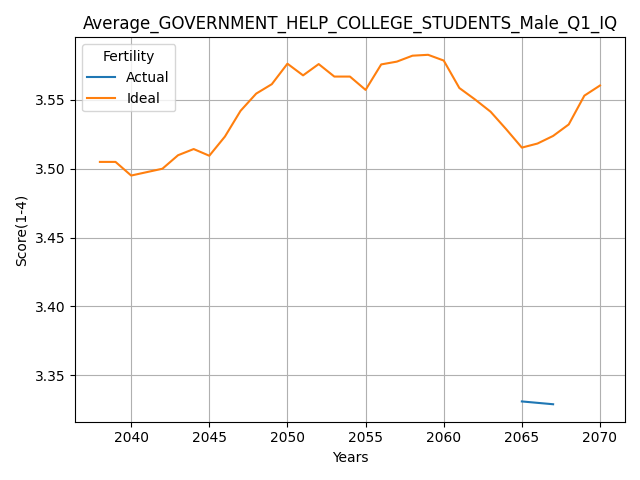 Average_GOVERNMENT_HELP_COLLEGE_STUDENTS_Male_Q1_IQ
Fertility
Actual
Ideal
3.55
3.50
3.45
3.40
3.35
Score(1-4)
2040 2045 2050 2055 2060 2065 2070
Years